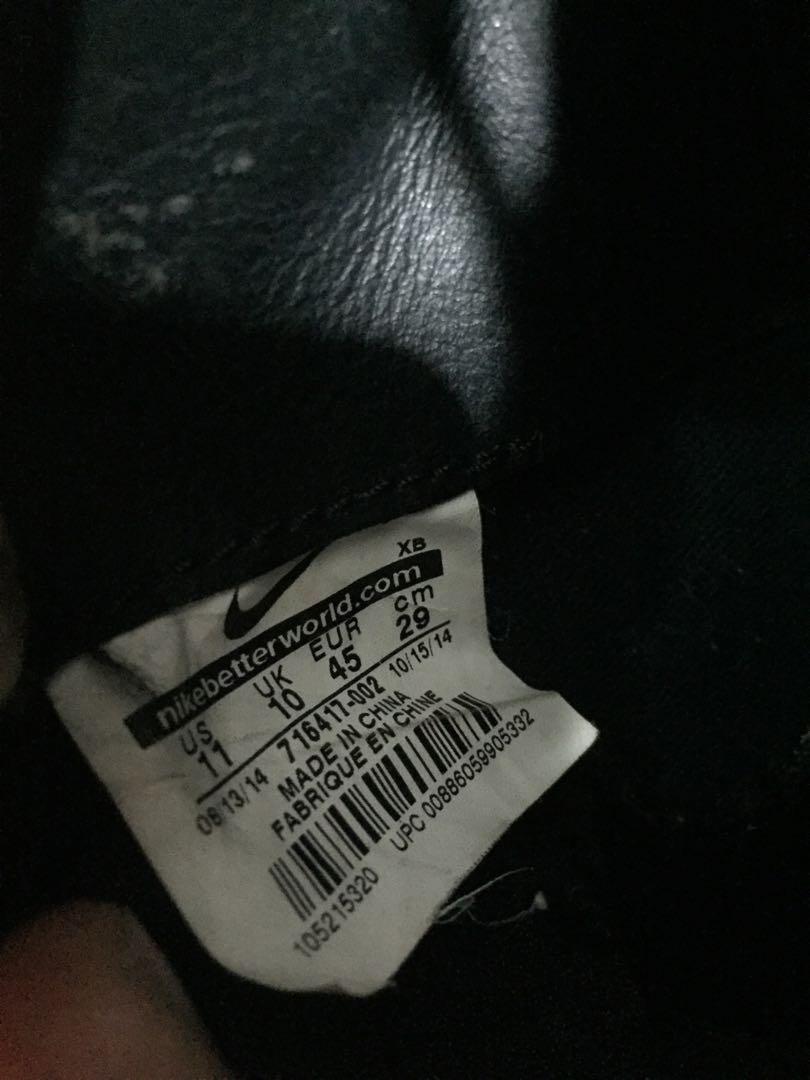 XB
nikebetterworld.com
US UK EUR cm
11 10 45 29
08/13/14 716417-002 10/15/14
MADE IN CHINA
FABRIQUE EN CHINE
105215320 UPC 00886059905332